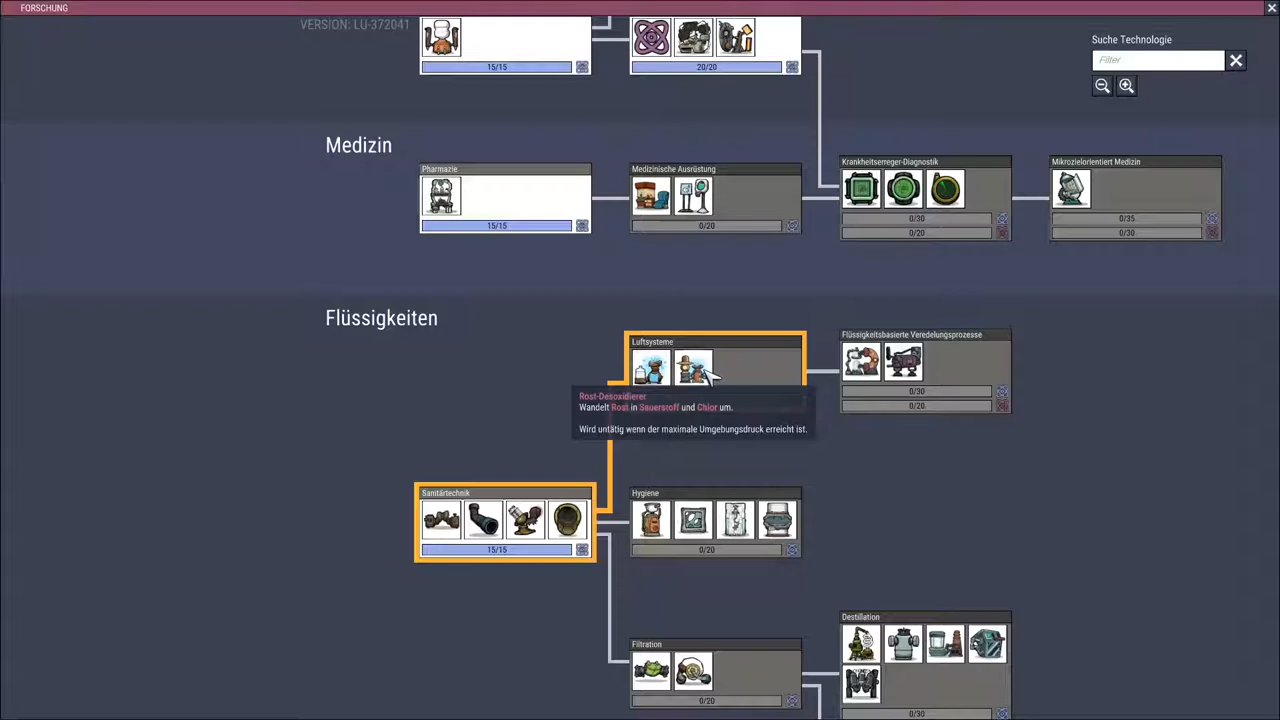 FORSCHUNG
VERSION: LU-372041
Suche Technologie
Filter
15/15
20/20
Medizin
Pharmazie
15/15
Medizinische Ausrüstung
0/20
Krankheitserreger-Diagnostik
0/30
0/20
Mikrozielorientiert Medizin
0/35
0/30
Flüssigkeiten
Luftsysteme
Flüssigkeitsbasierte Veredelungsprozesse
0/30
0/20
Rost-Desoxidierer
Wandelt Rost in Sauerstoff und Chlor um.
Wird untätig wenn der maximale Umgebungsdruck erreicht ist.
Sanitärtechnik
15/15
Hygiene
0/20
Filtration
0/20
Destillation
0/30